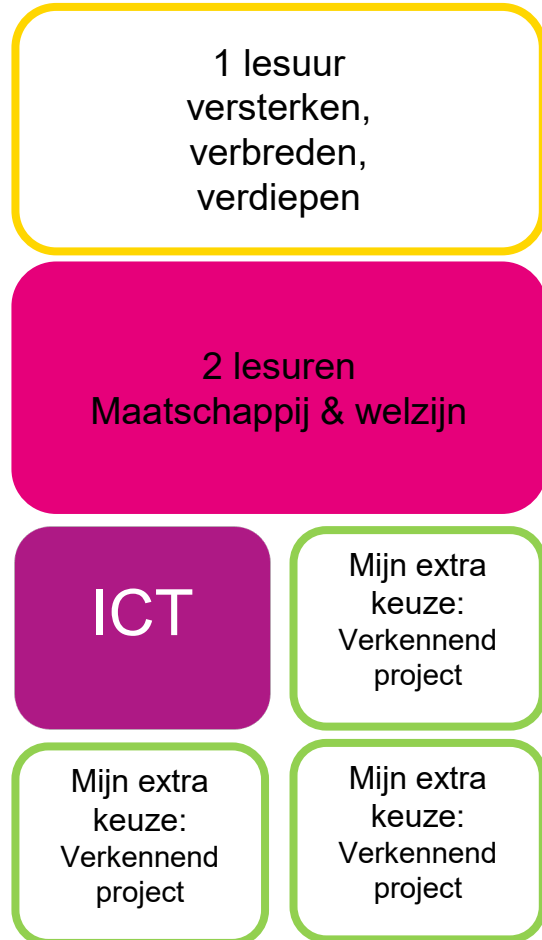 1 lesuur
versterken,
verbreden,
verdiepen
2 lesuren
Maatschappij & welzijn
ICT
Mijn extra
keuze:
Verkennend
project
Mijn extra
keuze:
Verkennend
project
Mijn extra
keuze:
Verkennend
project